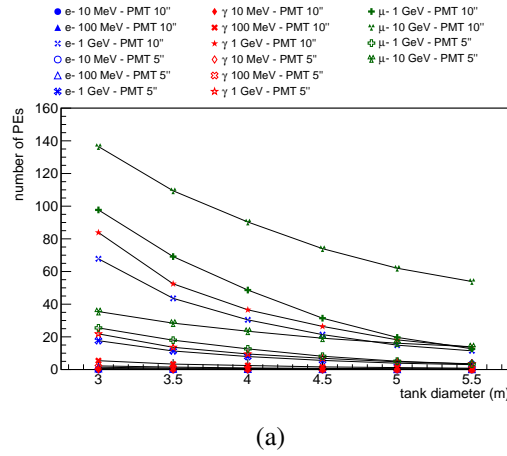 e- 10 MeV - PMT 10" γ 10 MeV - PMT 10" μ- 1 GeV - PMT 10"
e- 100 MeV - PMT 10" γ 100 MeV - PMT 10" μ- 10 GeV - PMT 10"
e- 1 GeV - PMT 10" γ 1 GeV - PMT 10" μ- 1 GeV - PMT 5"
e- 10 MeV - PMT 5" γ 10 MeV - PMT 5" μ- 10 GeV - PMT 5"
e- 100 MeV - PMT 5" γ 100 MeV - PMT 5"
e- 1 GeV - PMT 5" γ 1 GeV - PMT 5"
number of PEs
160
140
120
100
80
60
40
20
0
3 3.5 4 4.5 5 5.5
tank diameter (m)
(a)